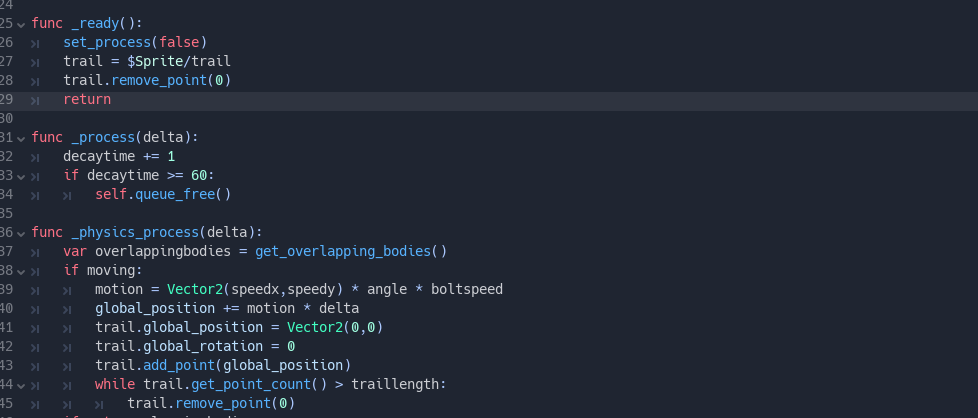 24
25 func _ready():
26 set_process(false)
27 trail = $Sprite/trail
28 trail.remove_point(0)
29 return
30
31 func _process(delta):
32 decaytime += 1
33 if decaytime >= 60:
34 self.queue_free()
35
36 func _physics_process(delta):
37 var overlappingbodies = get_overlapping_bodies()
38 if moving:
39 motion = Vector2(speedx,speedy) * angle * boltspeed
40 global_position += motion * delta
41 trail.global_position = Vector2(0,0)
42 trail.global_rotation = 0
43 trail.add_point(global_position)
44 while trail.get_point_count() > traillength:
45 trail.remove_point(0)